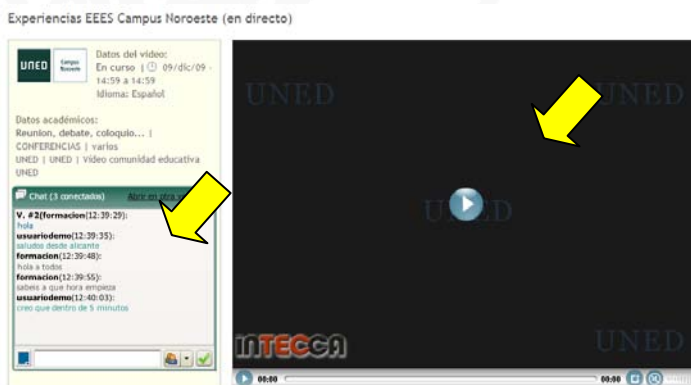 Experiencias EEES Campus Noroeste (en directo)
UNED
Campus
Noroeste
Datos del vídeo:
En curso | 09/dic/09 -
14:59 a 14:59
Idioma: Español
Datos académicos:
Reunion, debate, coloquio... |
CONFERENCIAS | varios
UNED | UNED | Vídeo comunidad educativa
UNED
Chat (3 conectados) Abrir en otra
V. #2(formacion(12:39:29):
hola
usuariodemo(12:39:35):
saludos desde alicante
formacion(12:39:48):
hola a todos
formacion(12:39:55):
sabeis a que hora empieza
usuariodemo(12:40:03):
creo que dentro de 5 minutos
UNED
UNED
UNED
UNED
INTECCA
00:00
00:00